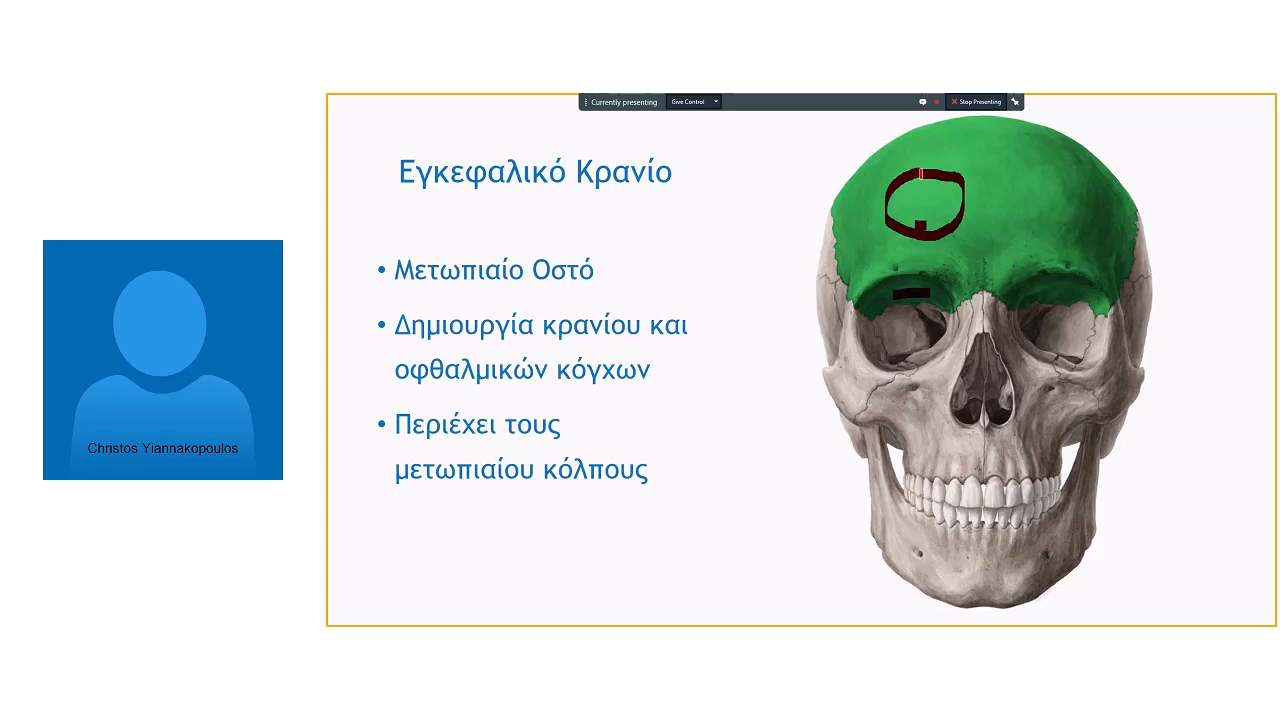 Currently presenting
Give Control
Stop Presenting
Εγκεφαλικό Κρανίο
• Μετωπιαίο Οστό
• Δημιουργία κρανίου και
οφθαλμικών κόγχων
• Περιέχει τους
μετωπιαίου κόλπους
Christos Yiannakopoulos